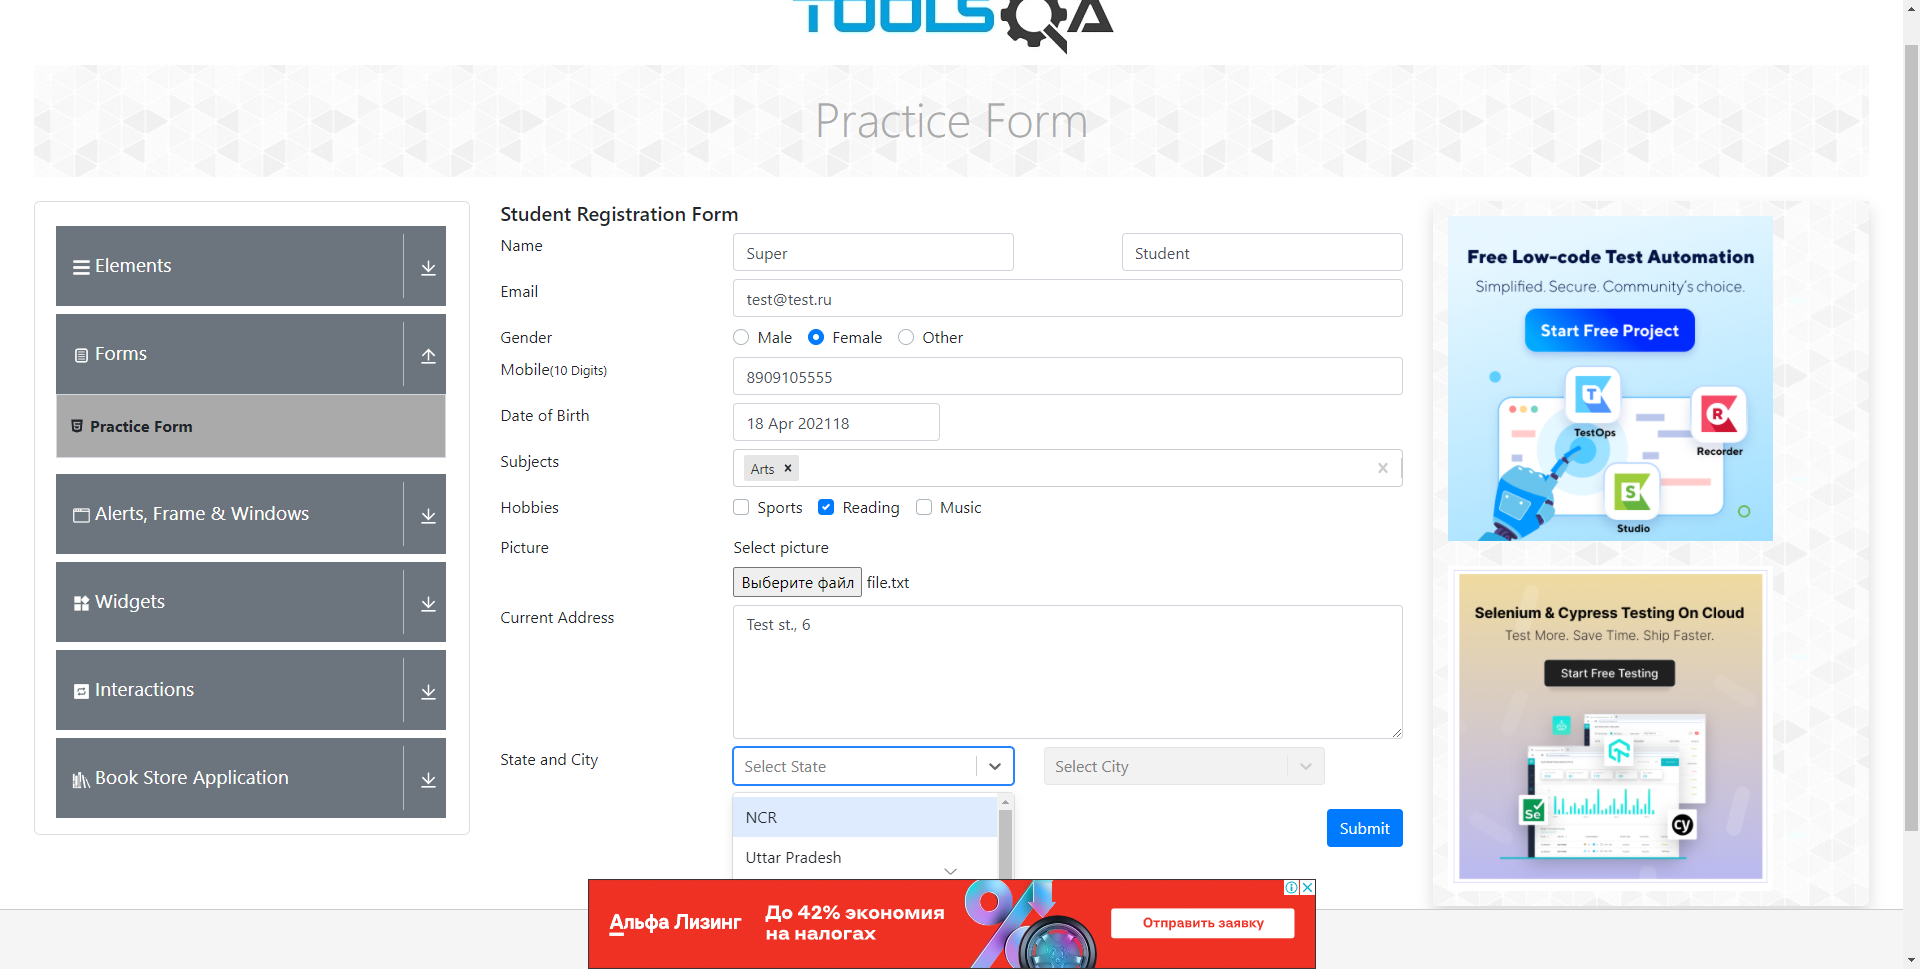 TOOLSQA
Practice Form
Elements
Forms
Practice Form
Alerts, Frame & Windows
Widgets
Interactions
Book Store Application
Student Registration Form
Name
Super
Student
Email
test@test.ru
Gender
Male
Female
Other
Mobile(10 Digits)
8909105555
Date of Birth
18 Apr 202118
Subjects
Arts
Hobbies
Sports
Reading
Music
Picture
Select picture
Выберите файл file.txt
Current Address
Test st., 6
State and City
Select State
Select City
NCR
Uttar Pradesh
Submit
Free Low-code Test Automation
Simplified. Secure. Community's choice.
Start Free Project
T
TestOps
R
Recorder
S
Studio
Selenium & Cypress Testing On Cloud
Test More. Save Time. Ship Faster.
Start Free Testing
Se
cy
Альфа Лизинг
До 42% экономия
на налогах
%
Отправить заявку